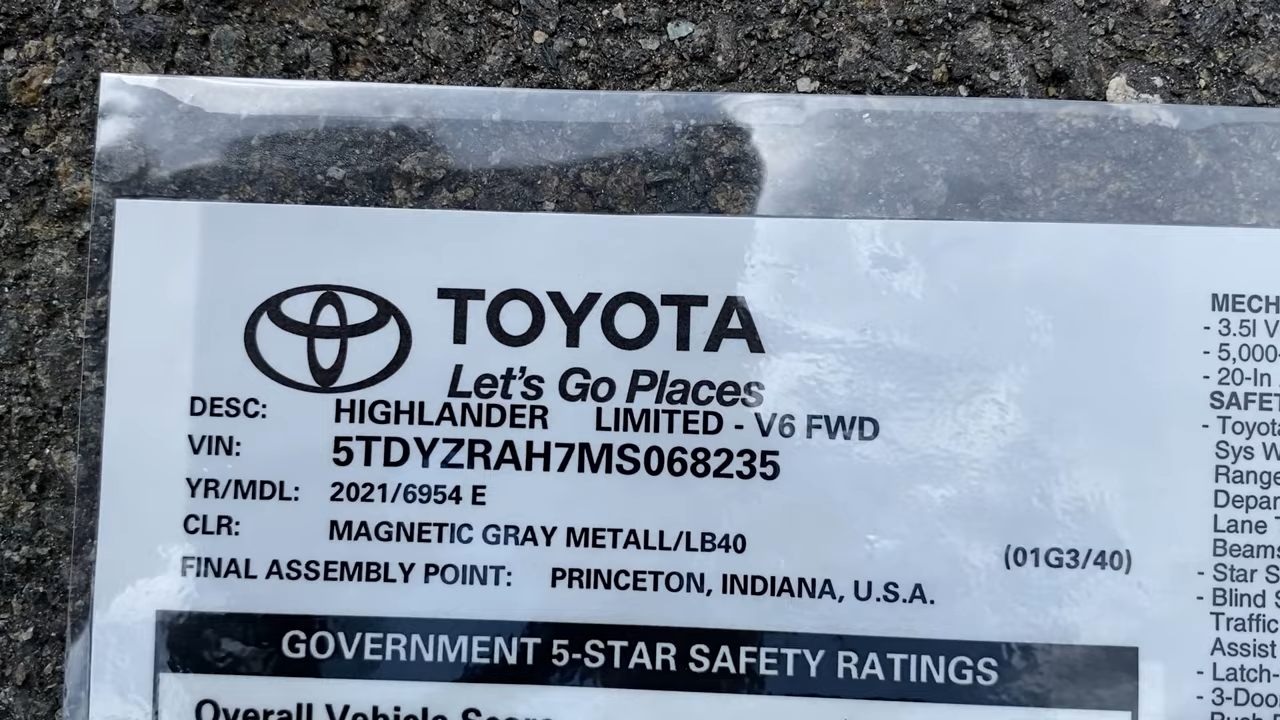 TOYOTA
Let's Go Places
DESC: HIGHLANDER LIMITED - V6 FWD
VIN: 5TDYZRAH7MS068235
YR/MDL: 2021/6954 E
CLR: MAGNETIC GRAY METALL/LB40
(01G3/40)
FINAL ASSEMBLY POINT: PRINCETON, INDIANA, U.S.A.
GOVERNMENT 5-STAR SAFETY RATINGS
Overall Vehicle Score
MECH
- 3.5l V
- 5,000-
- 20-In
SAFET
- Toyota
Sys W
Range
Depar
Lane
Beams
- Star S
- Blind S
Traffic
Assist
- Latch-
- 3-Doo